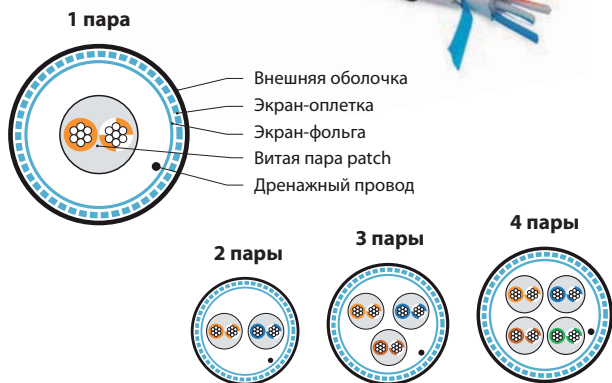 1 пара
Внешняя оболочка
Экран-оплетка
Экран-фольга
Витая пара patch
Дренажный провод
2 пары
3 пары
4 пары